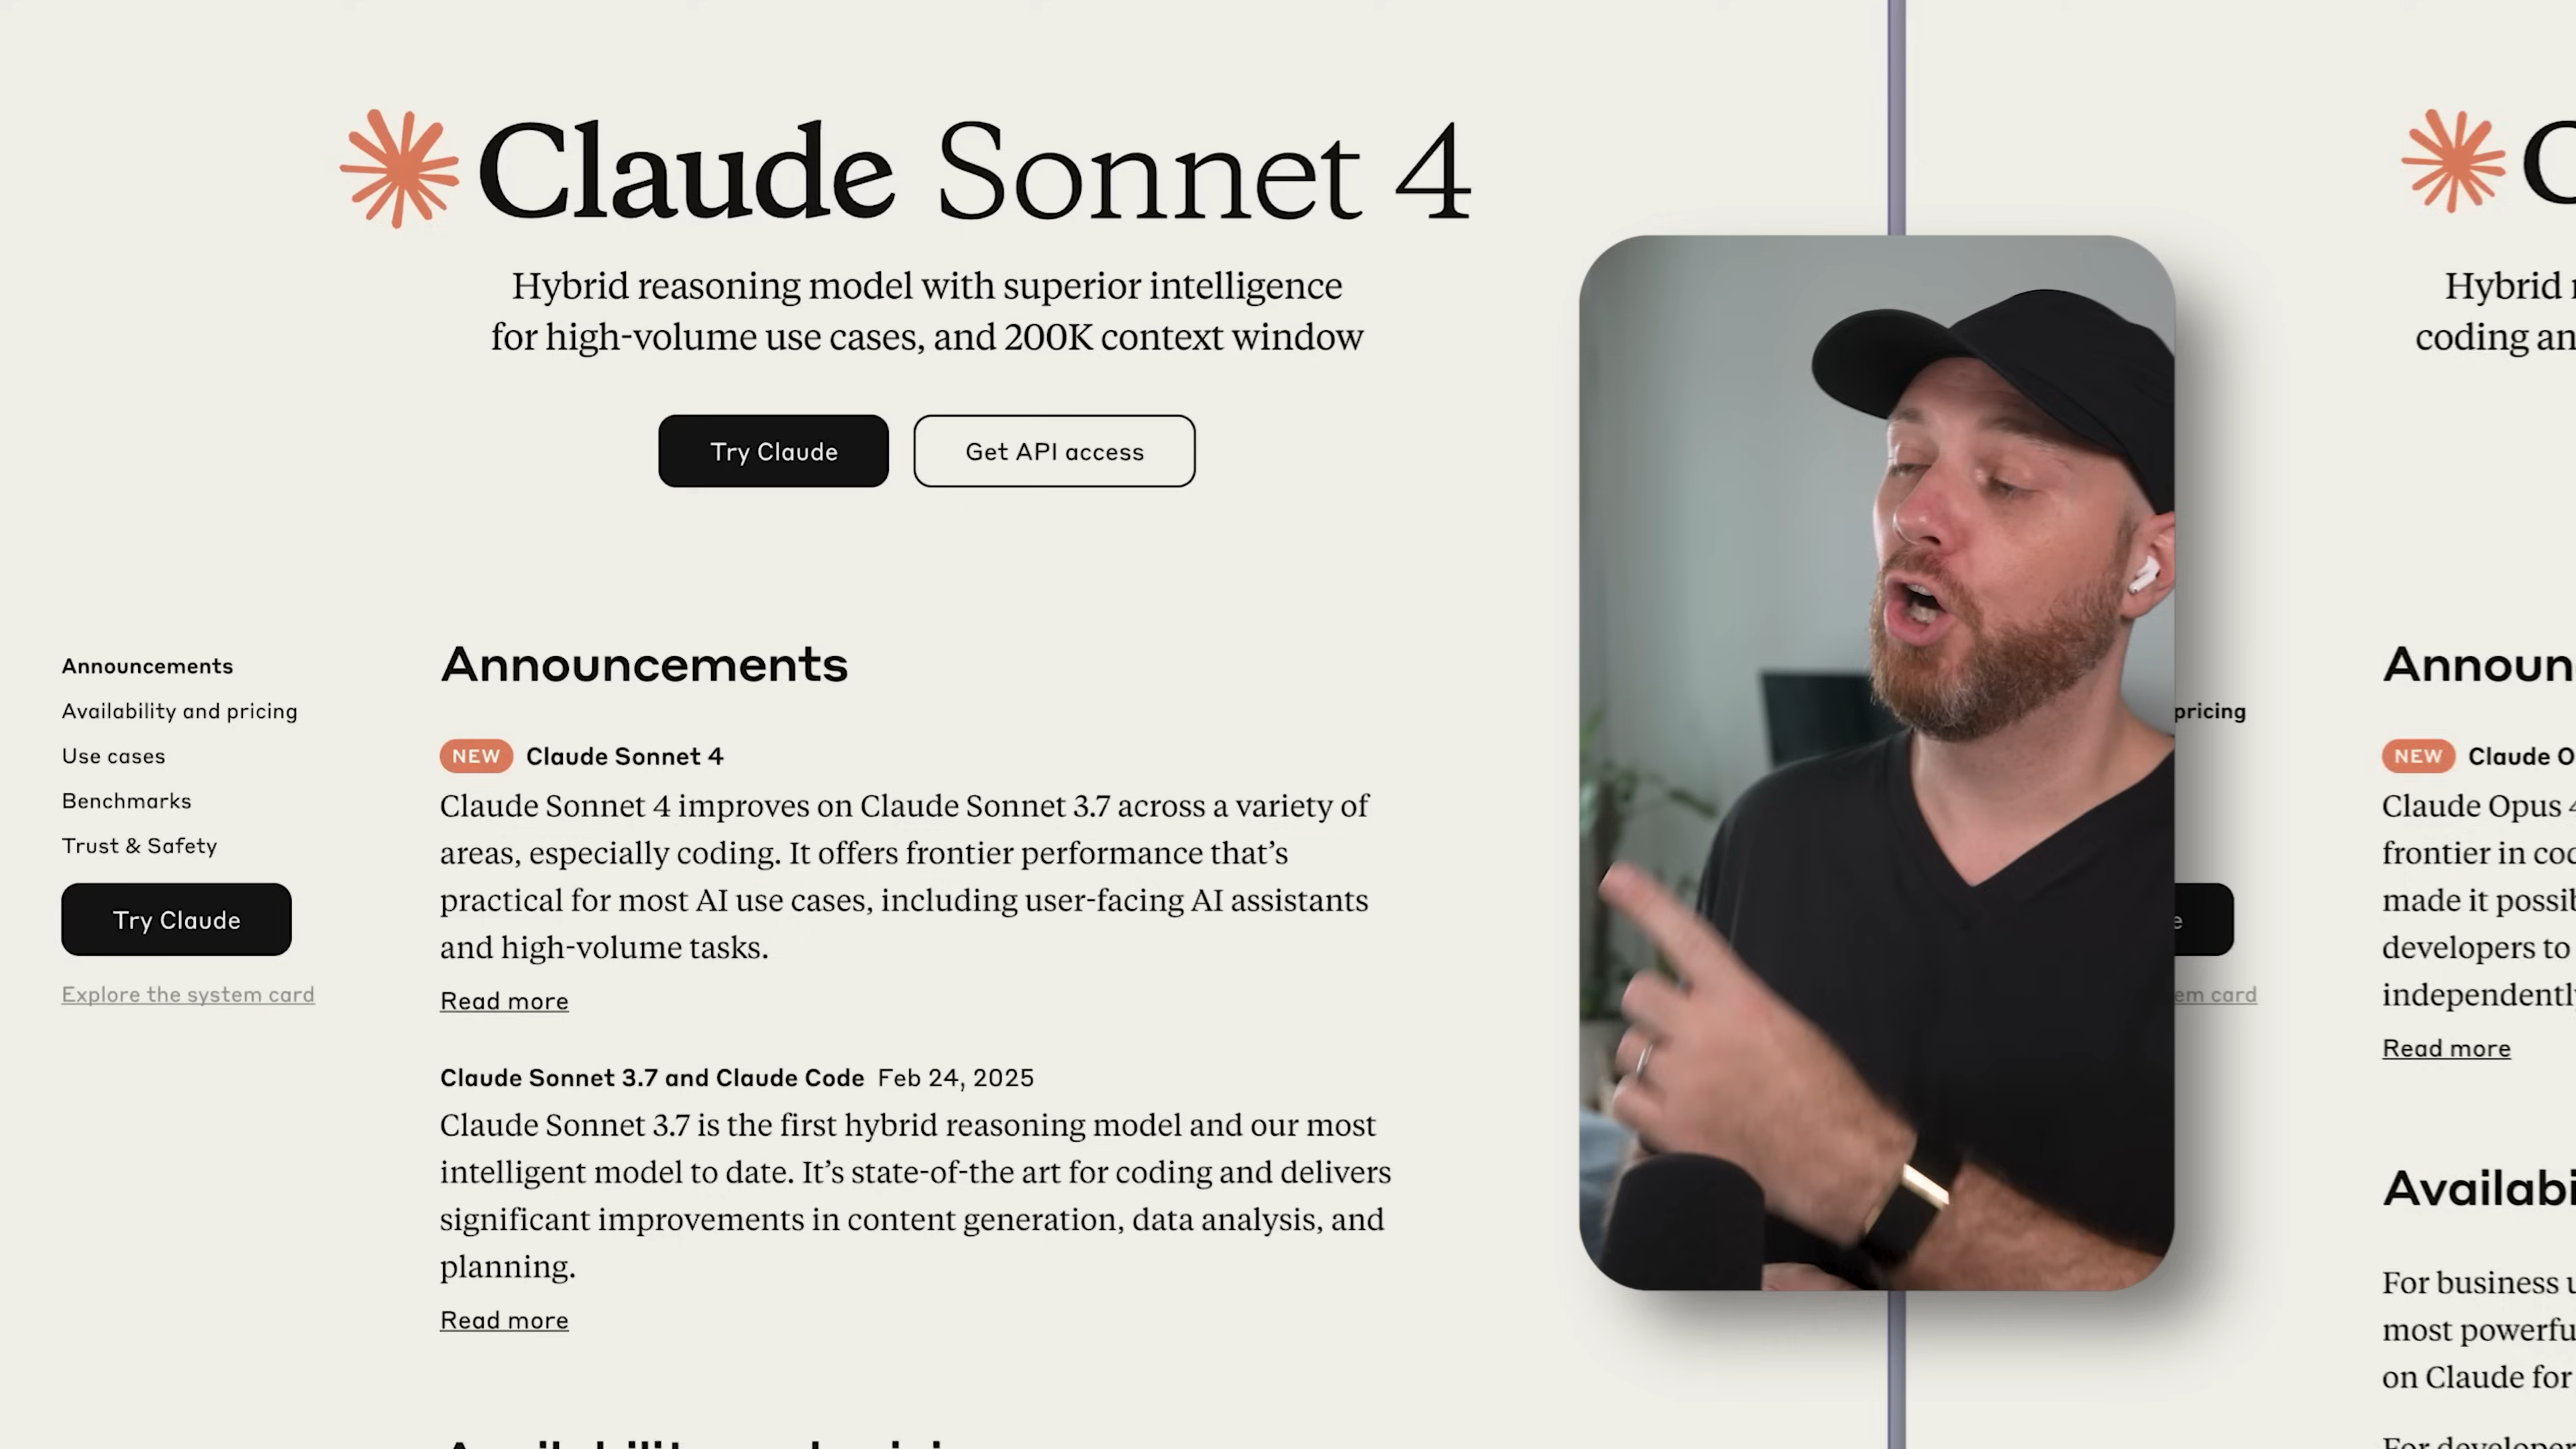 Claude Sonnet 4
Hybrid reasoning model with superior intelligence
for high-volume use cases, and 200K context window
Try Claude
Get API access
Announcements
Availability and pricing
Use cases
Benchmarks
Trust & Safety
Try Claude
Explore the system card
Announcements
NEW Claude Sonnet 4
Claude Sonnet 4 improves on Claude Sonnet 3.7 across a variety of
areas, especially coding. It offers frontier performance that’s
practical for most AI use cases, including user-facing AI assistants
and high-volume tasks.
Read more
Claude Sonnet 3.7 and Claude Code Feb 24, 2025
Claude Sonnet 3.7 is the first hybrid reasoning model and our most
intelligent model to date. It’s state-of-the art for coding and delivers
significant improvements in content generation, data analysis, and
planning.
Read more
Hybrid
coding an
pricing
em card
Announ
NEW Claude O
Claude Opus 4
frontier in cod
made it possib
developers to
independently
Read more
Availabi
For business u
most powerfu
on Claude for